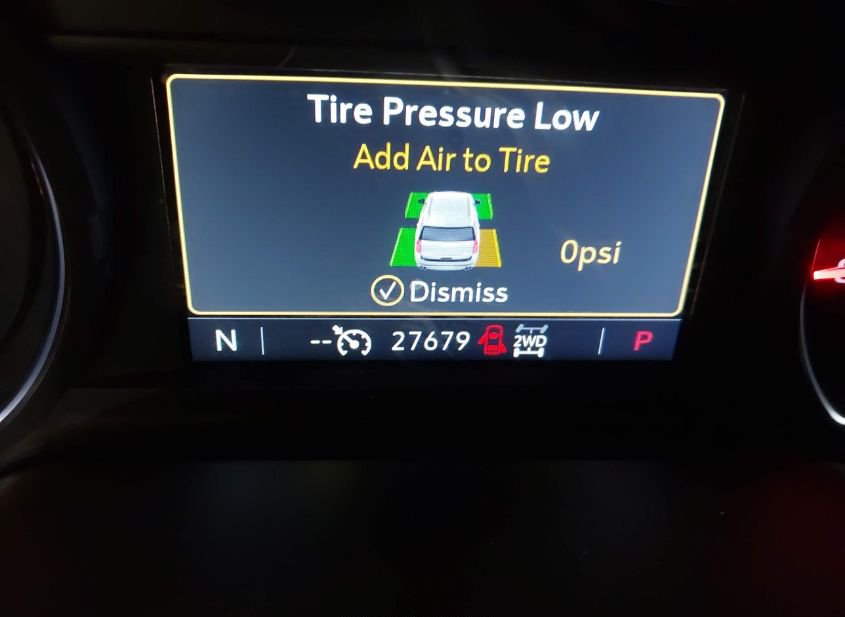 Tire Pressure Low
Add Air to Tire
0psi
Dismiss
N -- 27679 2WD P